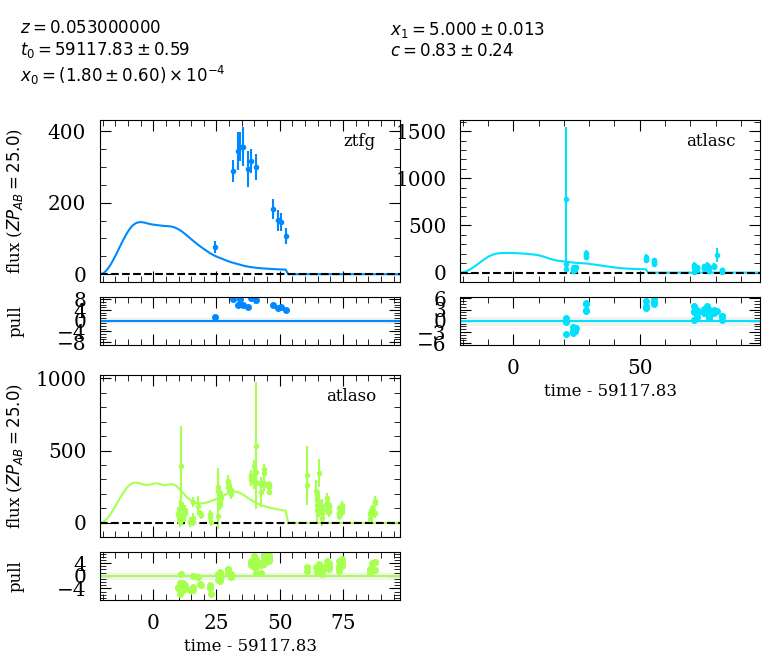 z = 0.053000000
t₀ = 59117.83 ± 0.59
x₀ = (1.80 ± 0.60) × 10⁻⁴
x₁ = 5.000 ± 0.013
c = 0.83 ± 0.24
ztfg
flux (ZP_AB = 25.0)
400
200
0
pull
8
4
0
−4
−8
atlasc
1500
1000
500
0
6
3
0
−3
−6
0
50
time - 59117.83
atlaso
flux (ZP_AB = 25.0)
1000
500
0
pull
4
0
−4
0
25
50
75
time - 59117.83